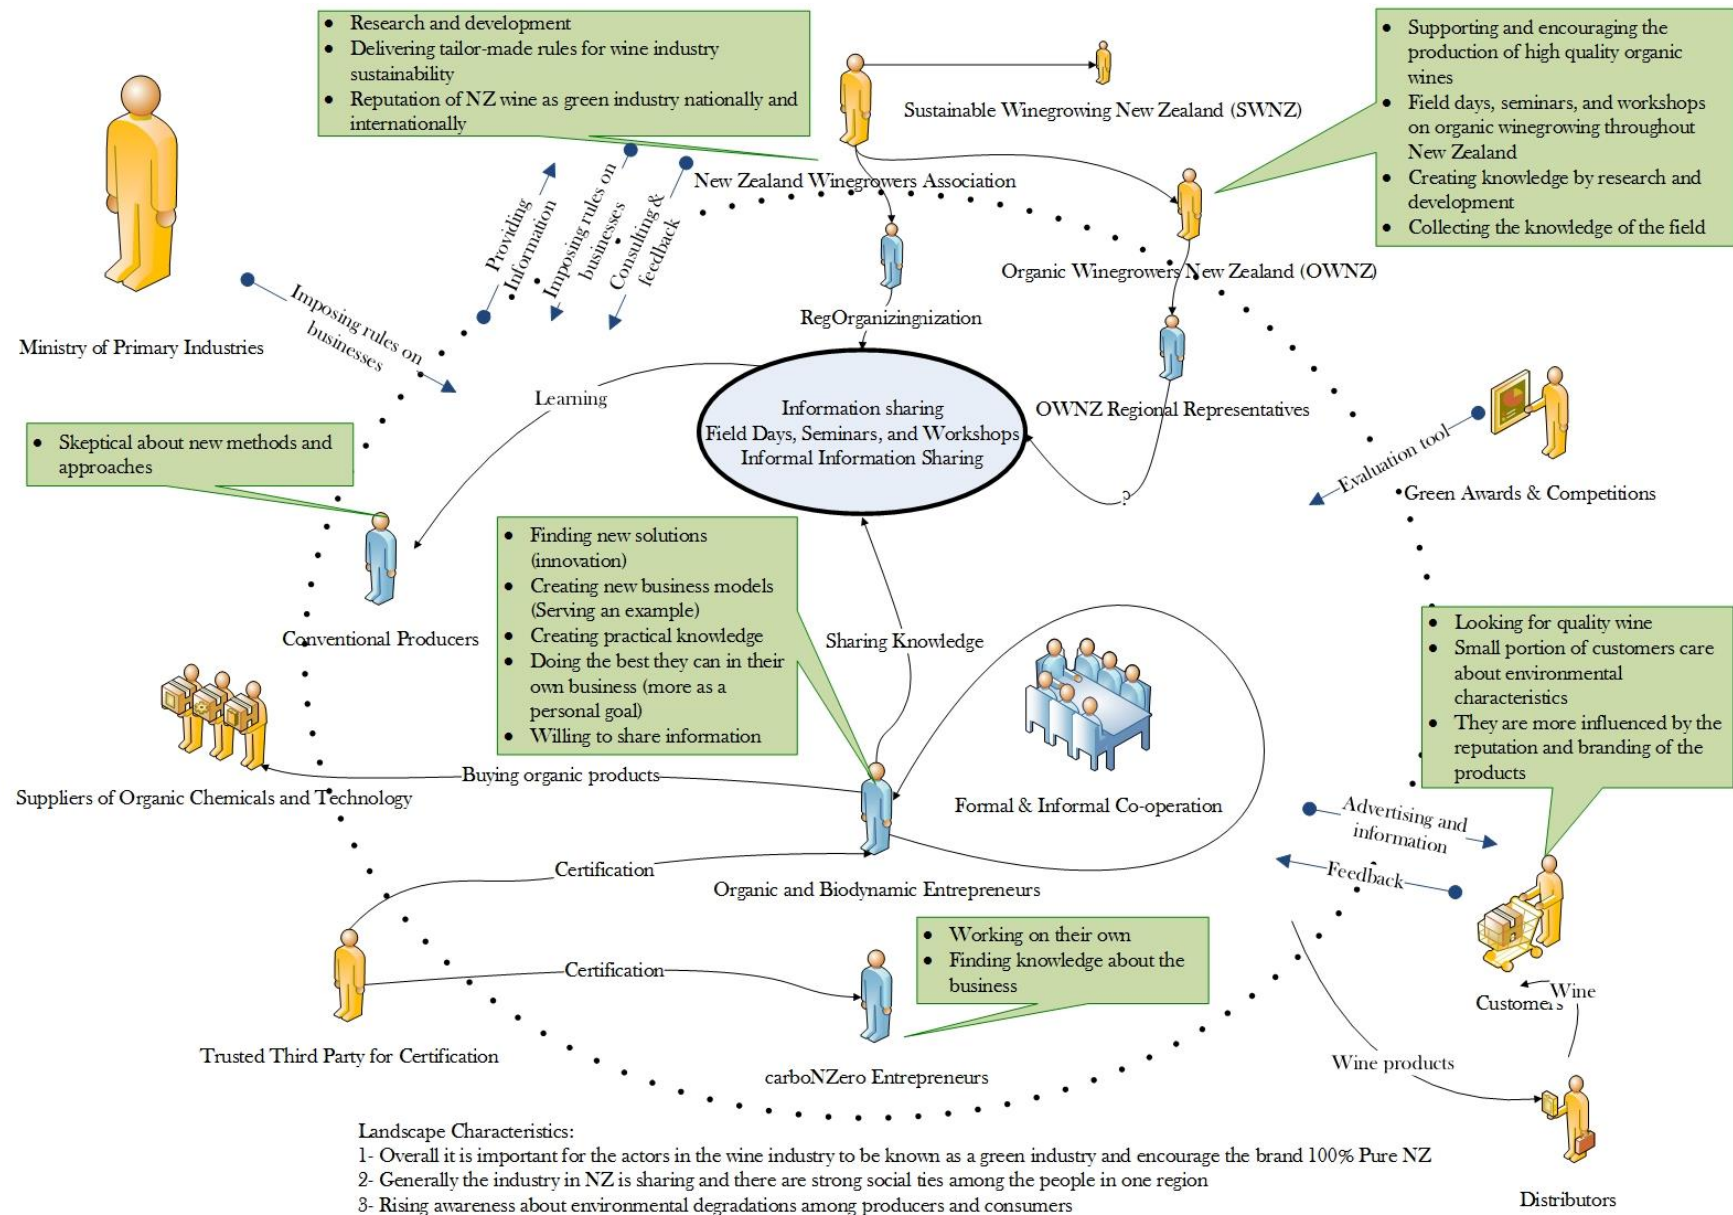 • Research and development
• Delivering tailor-made rules for wine industry
sustainability
• Reputation of NZ wine as green industry nationally and
internationally
• Supporting and encouraging the
production of high quality organic
wines
• Field days, seminars, and workshops
on organic winegrowing throughout
New Zealand
• Creating knowledge by research and
development
• Collecting the knowledge of the field
Sustainable Winegrowing New Zealand (SWNZ)
New Zealand Winegrowers Association
Providing
Information
Imposing rules on
businesses
Consulting &
feedback
Organic Winegrowers New Zealand (OWNZ)
Ministry of Primary Industries
Imposing rules on
businesses
RegOrganizingnization
Learning
Information sharing
Field Days, Seminars, and Workshops
Informal Information Sharing
OWNZ Regional Representatives
?
Evaluation tool
Green Awards & Competitions
• Skeptical about new methods and
approaches
Conventional Producers
• Finding new solutions
(innovation)
• Creating new business models
(Serving an example)
• Creating practical knowledge
• Doing the best they can in their
own business (more as a
personal goal)
• Willing to share information
Sharing Knowledge
• Looking for quality wine
• Small portion of customers care
about environmental
characteristics
• They are more influenced by the
reputation and branding of the
products
Suppliers of Organic Chemicals and Technology
Buying organic products
Formal & Informal Co-operation
Advertising and
information
Feedback
Certification
Organic and Biodynamic Entrepreneurs
• Working on their own
• Finding knowledge about the
business
Certification
Customers
Wine
Trusted Third Party for Certification
carboNZero Entrepreneurs
Wine products
Distributors
Landscape Characteristics:
1- Overall it is important for the actors in the wine industry to be known as a green industry and encourage the brand 100% Pure NZ
2- Generally the industry in NZ is sharing and there are strong social ties among the people in one region
3- Rising awareness about environmental degradations among producers and consumers